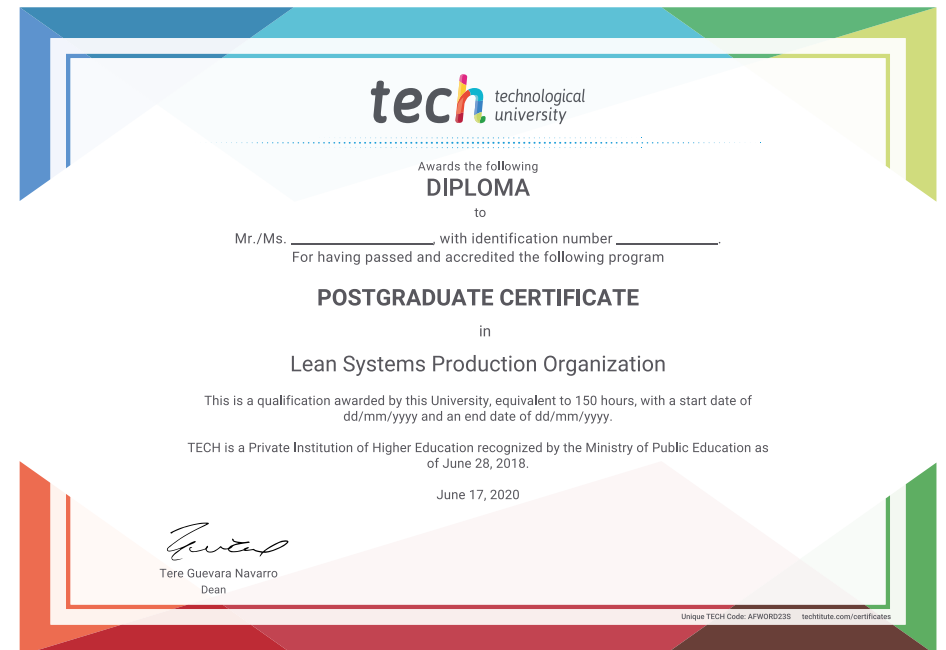 tech technological
university
Awards the following
DIPLOMA
to
Mr./Ms. ________________, with identification number ____________.
For having passed and accredited the following program
POSTGRADUATE CERTIFICATE
in
Lean Systems Production Organization
This is a qualification awarded by this University, equivalent to 150 hours, with a start date of
dd/mm/yyyy and an end date of dd/mm/yyyy.
TECH is a Private Institution of Higher Education recognized by the Ministry of Public Education as
of June 28, 2018.
June 17, 2020
Tere Guevara Navarro
Dean
Unique TECH Code: AFWORD23S techtitute.com/certificates